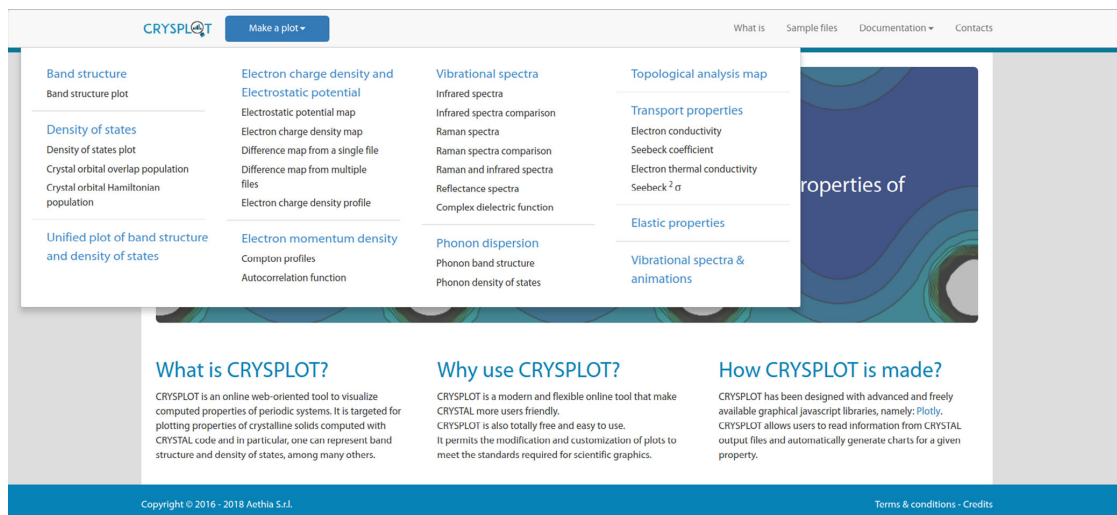 CRYSPLOT
Make a plot
What is
Sample files
Documentation
Contacts
Band structure
Band structure plot
Density of states
Density of states plot
Crystal orbital overlap population
Crystal orbital Hamiltonian
population
Unified plot of band structure
and density of states
Electron charge density and
Electrostatic potential
Electrostatic potential map
Electron charge density map
Difference map from a single file
Difference map from multiple
files
Electron charge density profile
Electron momentum density
Compton profiles
Autocorrelation function
Vibrational spectra
Infrared spectra
Infrared spectra comparison
Raman spectra
Raman spectra comparison
Raman and infrared spectra
Reflectance spectra
Complex dielectric function
Phonon dispersion
Phonon band structure
Phonon density of states
Topological analysis map
Transport properties
Electron conductivity
Seebeck coefficient
Electron thermal conductivity
Seebeck ² σ
Elastic properties
Vibrational spectra &
animations
roperties of
What is CRYSPLOT?
CRYSPLOT is an online web-oriented tool to visualize
computed properties of periodic systems. It is targeted for
plotting properties of crystalline solids computed with
CRYSTAL code and in particular, one can represent band
structure and density of states, among many others.
Why use CRYSPLOT?
CRYSPLOT is a modern and flexible online tool that make
CRYSTAL more users friendly.
CRYSPLOT is also totally free and easy to use.
It permits the modification and customization of plots to
meet the standards required for scientific graphics.
How CRYSPLOT is made?
CRYSPLOT has been designed with advanced and freely
available graphical javascript libraries, namely: Plotly.
CRYSPLOT allows users to read information from CRYSTAL
output files and automatically generate charts for a given
property.
Copyright © 2016 - 2018 Aethia S.r.l.
Terms & conditions - Credits